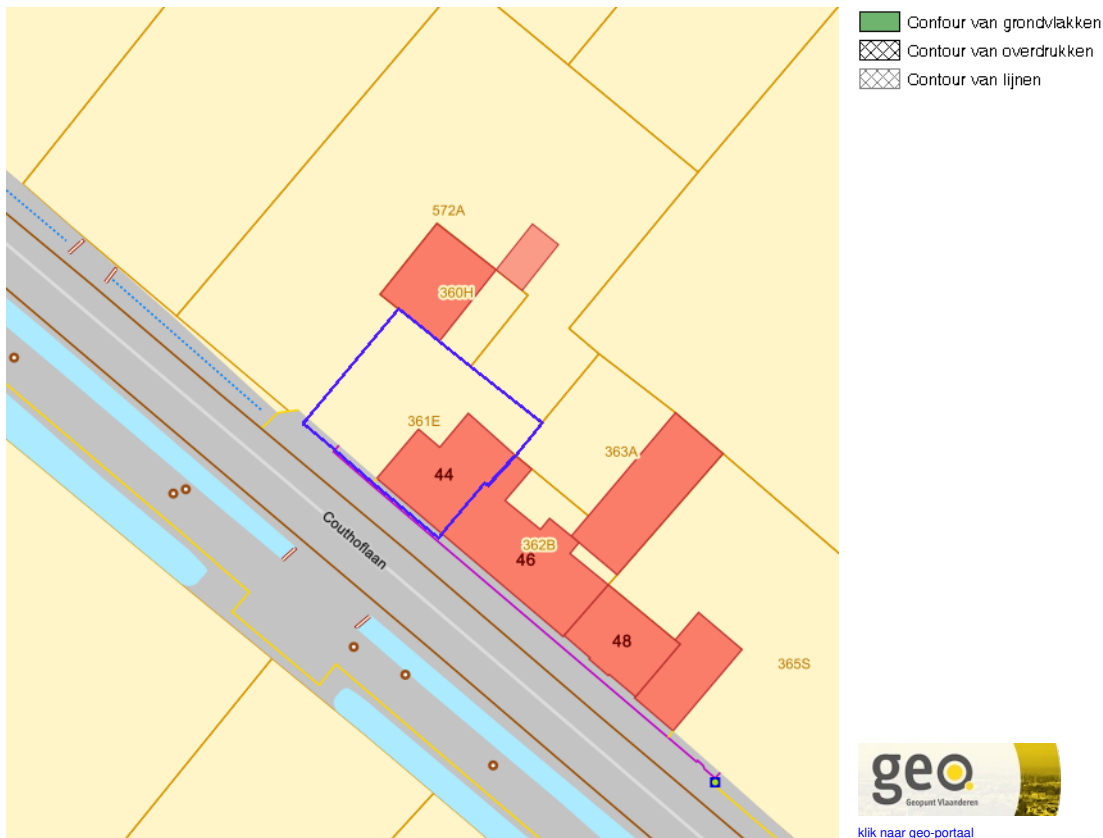 Contour van grondvlakken
Contour van overdrukken
Contour van lijnen
572A
360H
361E
363A
44
Couthoflaan
362B
46
48
365S
geo.
Geopunt Vlaanderen
klik naar geo-portaal